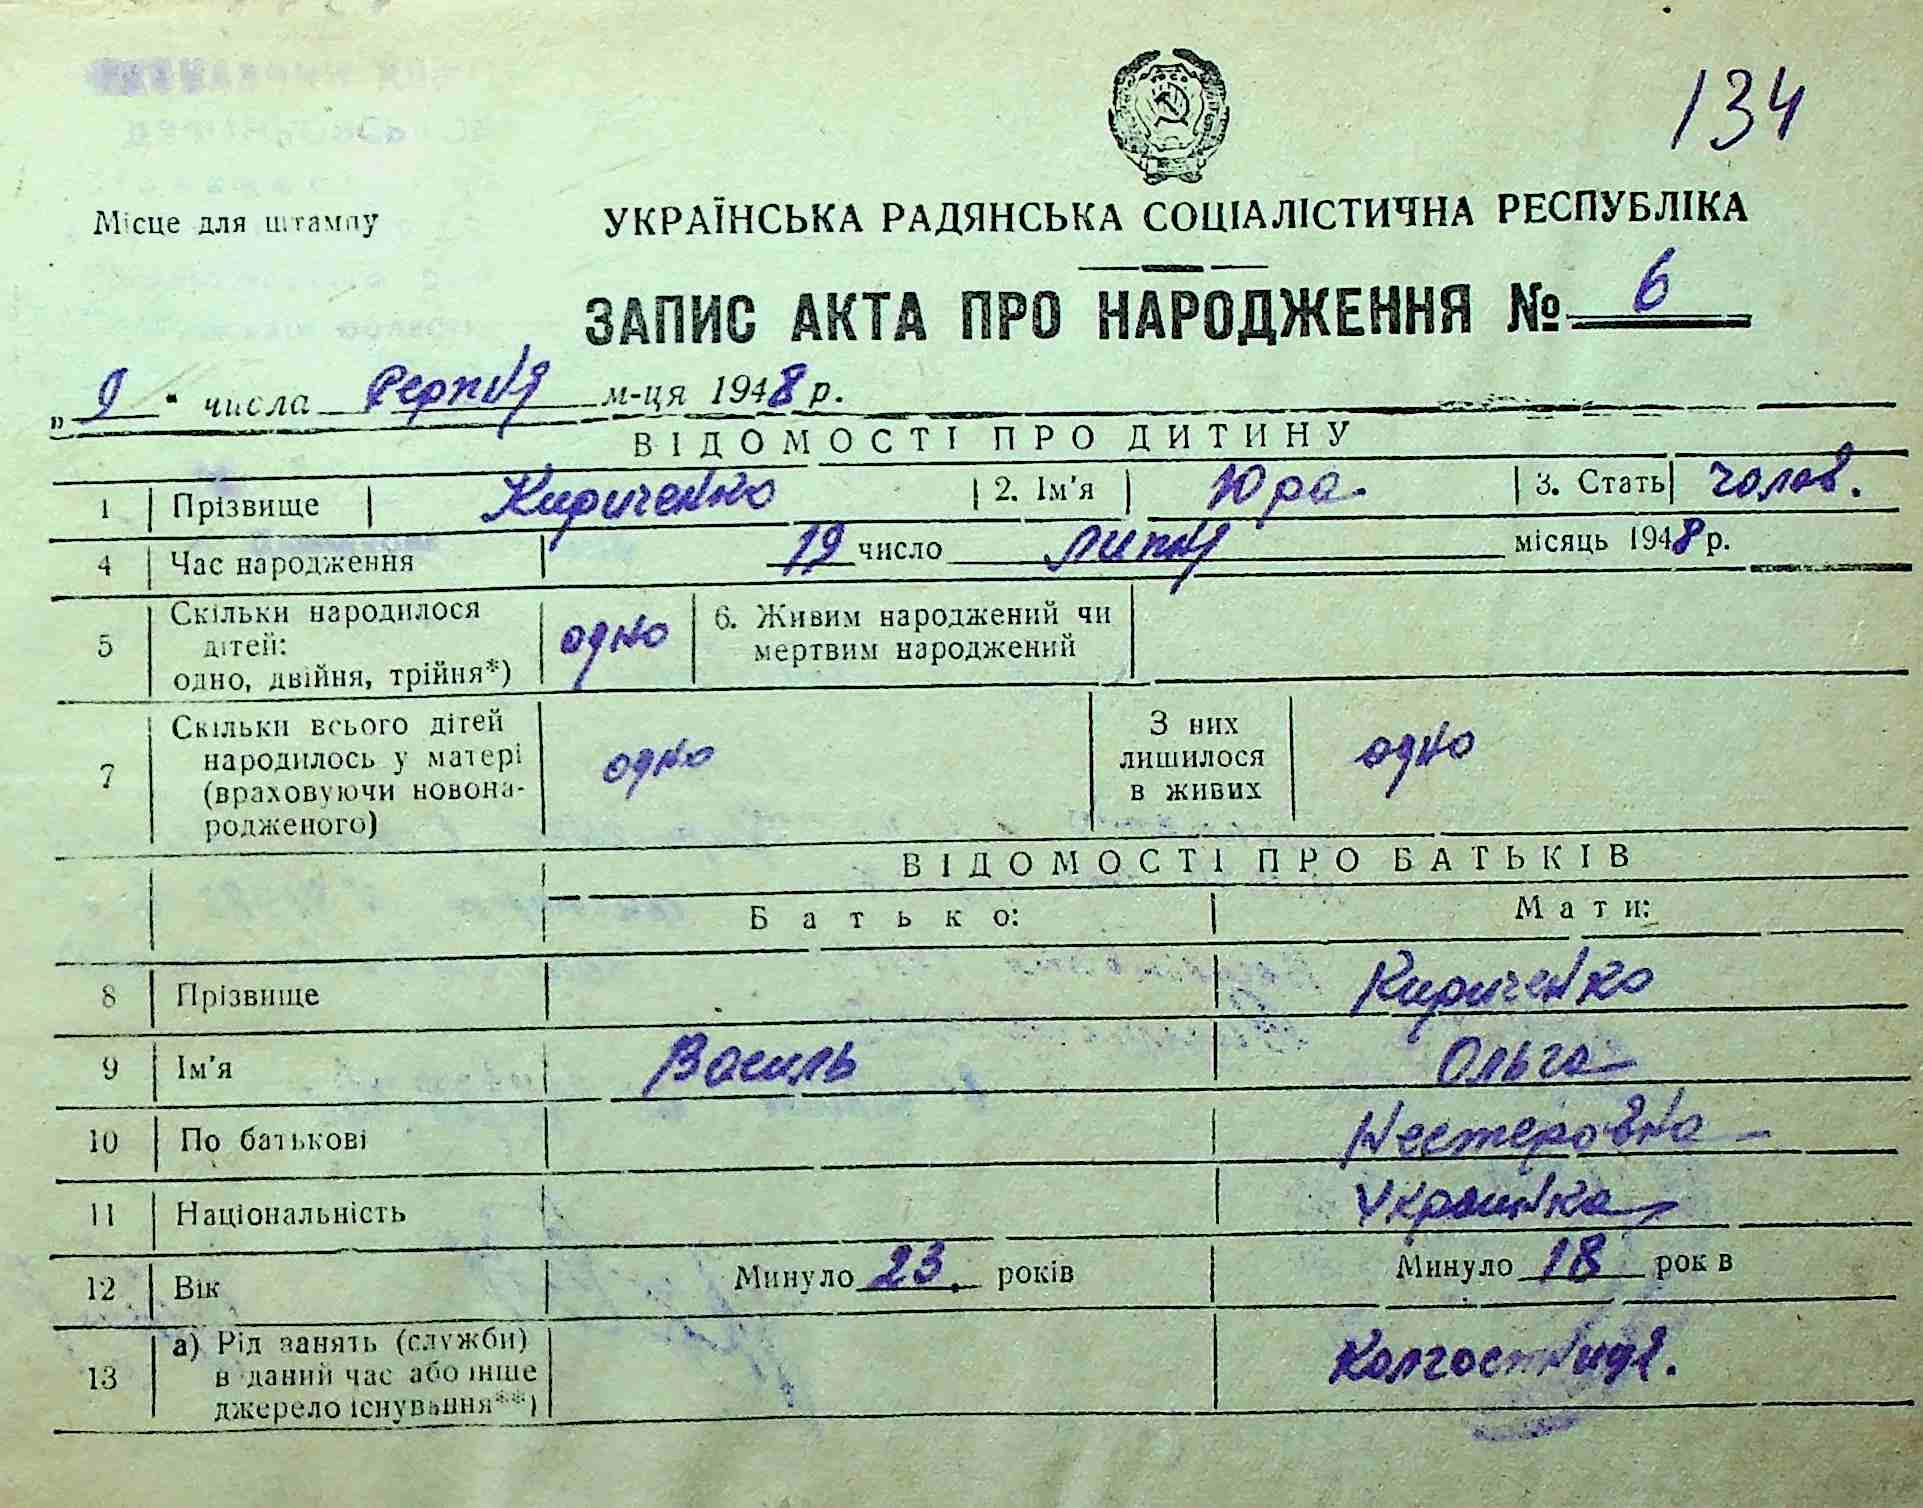 134
Місце для штампу
УКРАЇНСЬКА РАДЯНСЬКА СОЦІАЛІСТИЧНА РЕСПУБЛІКА
ЗАПИС АКТА ПРО НАРОДЖЕННЯ № 6
„ 9 “ числа Серпня м-ця 1948 р.
ВІДОМОСТІ ПРО ДИТИНУ
1 Прізвище Кириченко 2. Ім'я Юра. 3. Стать чолов.
4 Час народження 19 число липня місяць 1948 р.
5 Скільки народилося дітей: одно, двійня, трійня*) одно 6. Живим народжений чи мертвим народжений
7 Скільки всього дітей народилось у матері (враховуючи новонародженого) одно З них лишилося в живих одно
ВІДОМОСТІ ПРО БАТЬКІВ
Батько: Мати:
8 Прізвище Кириченко
9 Ім'я Василь Ольга
10 По батькові Нестеровна
11 Національність Украинка
12 Вік Минуло 23. років Минуло 18 рок в
13 а) Рід занять (служби) в даний час або інше джерело існування**) Колгоспниця.